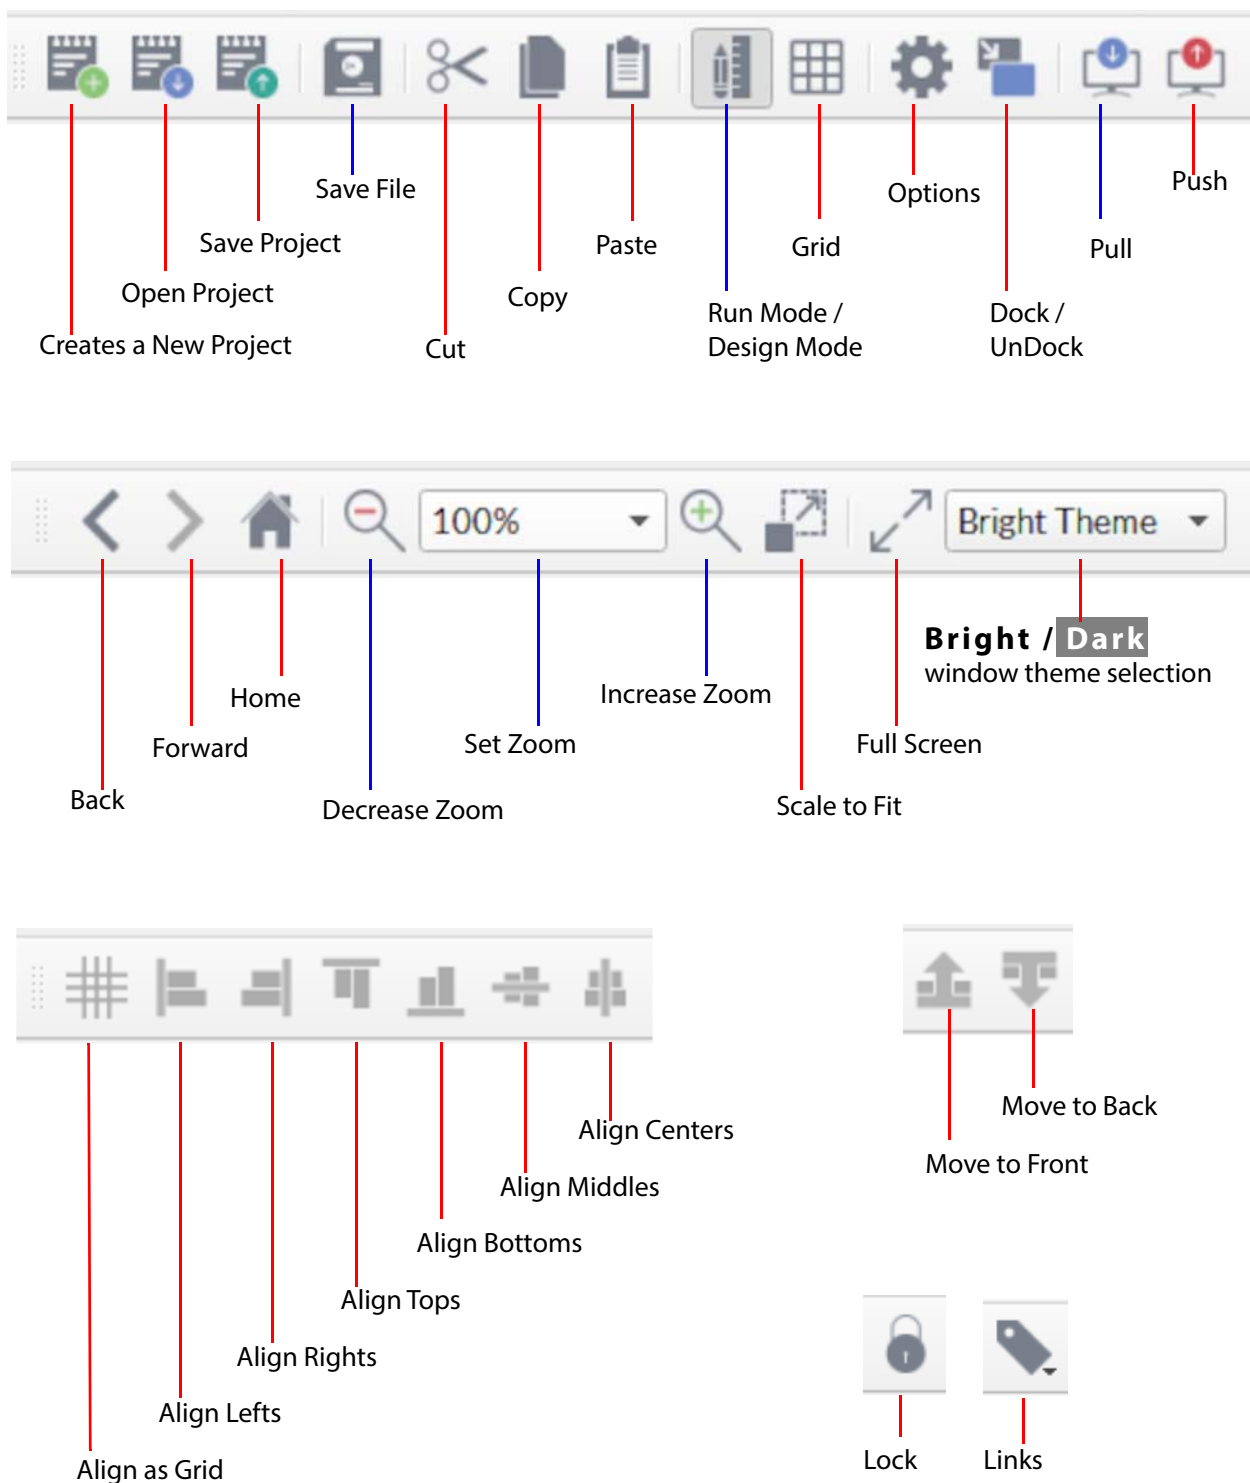 Save File
Options
Push
Save Project
Paste
Grid
Pull
Open Project
Copy
Run Mode /
Design Mode
Dock /
UnDock
Creates a New Project
Cut
100%
Bright Theme
Bright / Dark
window theme selection
Home
Increase Zoom
Forward
Set Zoom
Full Screen
Back
Decrease Zoom
Scale to Fit
Align Centers
Align Middles
Align Bottoms
Align Tops
Align Rights
Align Lefts
Align as Grid
Move to Back
Move to Front
Lock
Links